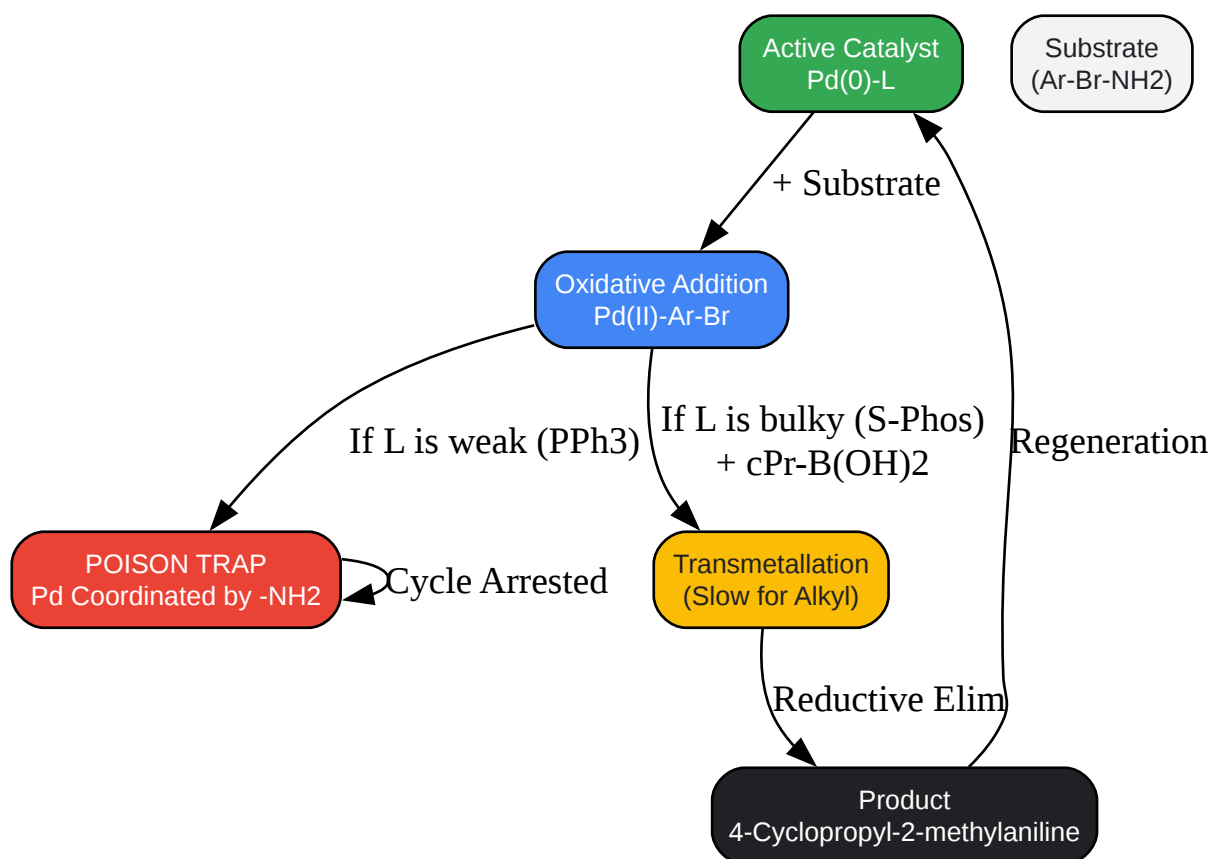 Active Catalyst
Pd(0)-L
Substrate
(Ar-Br-NH2)
+ Substrate
Oxidative Addition
Pd(II)-Ar-Br
If L is weak (PPh3)
If L is bulky (S-Phos)
+ cPr-B(OH)2
Regeneration
POISON TRAP
Pd Coordinated by -NH2
Cycle Arrested
Transmetallation
(Slow for Alkyl)
Reductive Elim
Product
4-Cyclopropyl-2-methylaniline